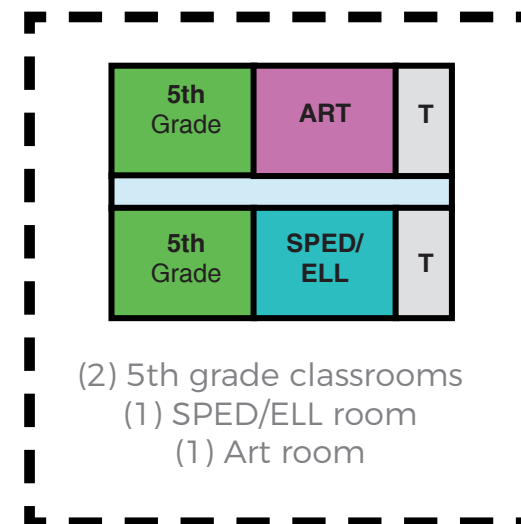 5th
Grade
ART
T
5th
Grade
SPED/
ELL
T
(2) 5th grade classrooms
(1) SPED/ELL room
(1) Art room